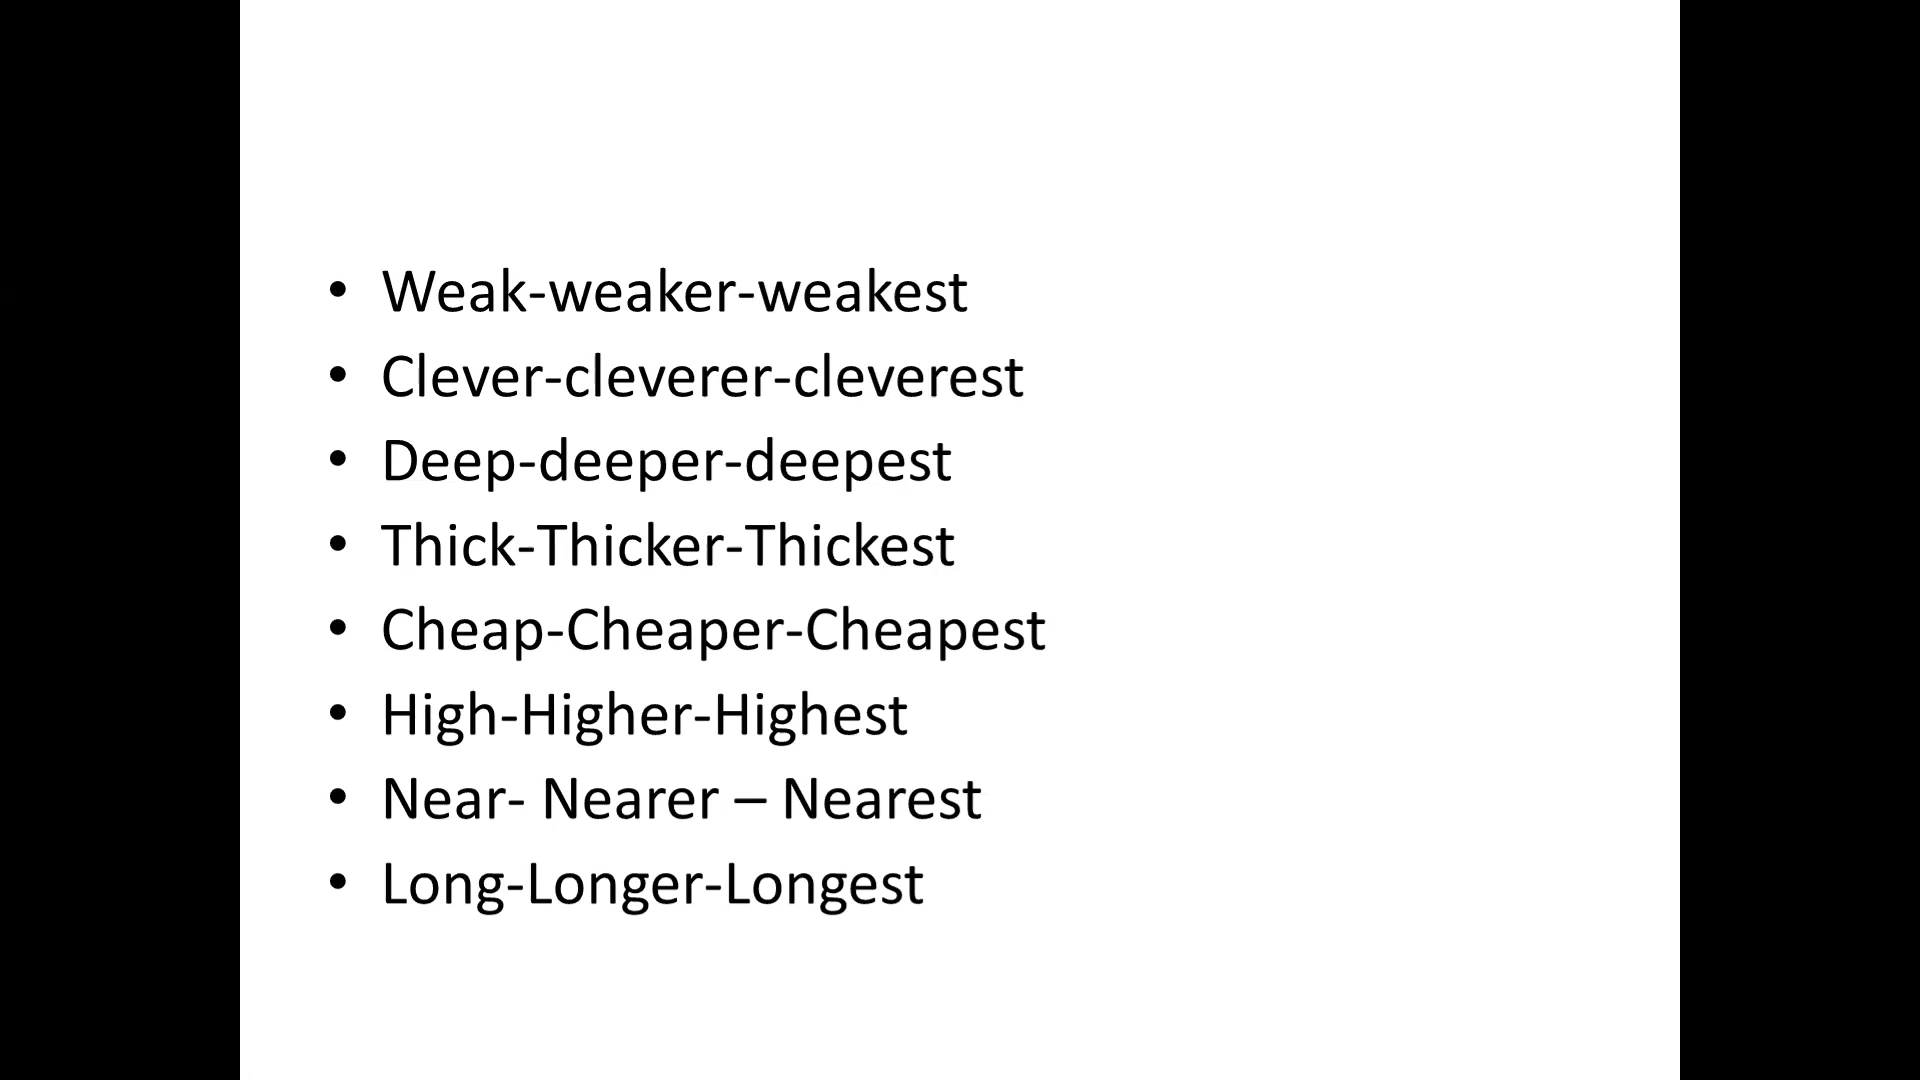 • Weak-weaker-weakest
• Clever-cleverer-cleverest
• Deep-deeper-deepest
• Thick-Thicker-Thickest
• Cheap-Cheaper-Cheapest
• High-Higher-Highest
• Near- Nearer – Nearest
• Long-Longer-Longest